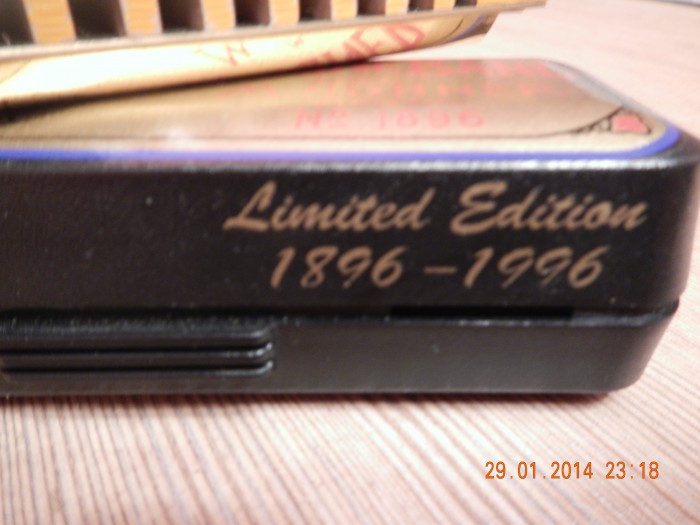 No 1896
Limited Edition
1896 – 1996
29.01.2014 23:18